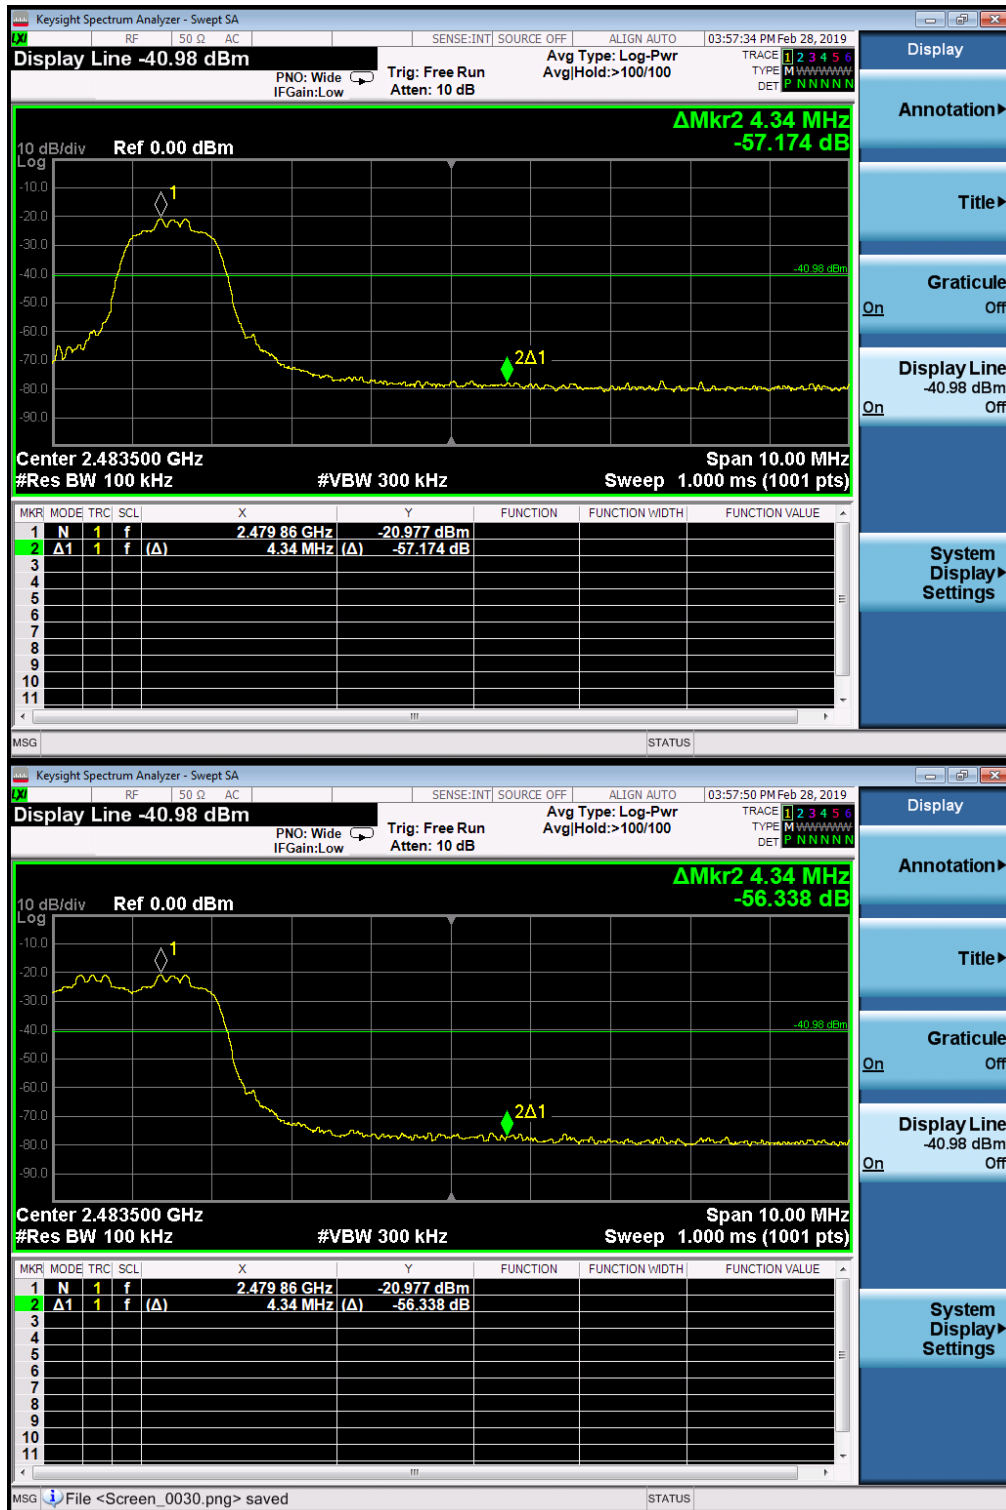 Keysight Spectrum Analyzer - Swept SA
LXI RF 50 Ω AC SENSE:INT SOURCE OFF ALIGN AUTO 03:57:34 PM Feb 28, 2019
Display Line -40.98 dBm
PNO: Wide
IFGain:Low
Trig: Free Run
Atten: 10 dB
Avg Type: Log-Pwr
Avg|Hold:>100/100
TRACE 1 2 3 4 5 6
TYPE M WWWWW
DET P N N N N N
ΔMkr2 4.34 MHz
-57.174 dB
10 dB/div Ref 0.00 dBm
Log
-10.0
-20.0
-30.0
-40.0
-50.0
-60.0
-70.0
-80.0
-90.0
1
-40.98 dBm
2Δ1
Center 2.483500 GHz Span 10.00 MHz
#Res BW 100 kHz #VBW 300 kHz Sweep 1.000 ms (1001 pts)
MKR MODE TRC SCL X Y FUNCTION FUNCTION WIDTH FUNCTION VALUE
1 N 1 f 2.479 86 GHz -20.977 dBm
2 Δ1 1 f (Δ) 4.34 MHz (Δ) -57.174 dB
3
4
5
6
7
8
9
10
11
MSG STATUS
Display
Annotation
Title
Graticule
On Off
Display Line
-40.98 dBm
On Off
System
Display
Settings
Keysight Spectrum Analyzer - Swept SA
LXI RF 50 Ω AC SENSE:INT SOURCE OFF ALIGN AUTO 03:57:50 PM Feb 28, 2019
Display Line -40.98 dBm
PNO: Wide
IFGain:Low
Trig: Free Run
Atten: 10 dB
Avg Type: Log-Pwr
Avg|Hold:>100/100
TRACE 1 2 3 4 5 6
TYPE M WWWWW
DET P N N N N N
ΔMkr2 4.34 MHz
-56.338 dB
10 dB/div Ref 0.00 dBm
Log
-10.0
-20.0
-30.0
-40.0
-50.0
-60.0
-70.0
-80.0
-90.0
1
-40.98 dBm
2Δ1
Center 2.483500 GHz Span 10.00 MHz
#Res BW 100 kHz #VBW 300 kHz Sweep 1.000 ms (1001 pts)
MKR MODE TRC SCL X Y FUNCTION FUNCTION WIDTH FUNCTION VALUE
1 N 1 f 2.479 86 GHz -20.977 dBm
2 Δ1 1 f (Δ) 4.34 MHz (Δ) -56.338 dB
3
4
5
6
7
8
9
10
11
MSG File <Screen_0030.png> saved STATUS
Display
Annotation
Title
Graticule
On Off
Display Line
-40.98 dBm
On Off
System
Display
Settings